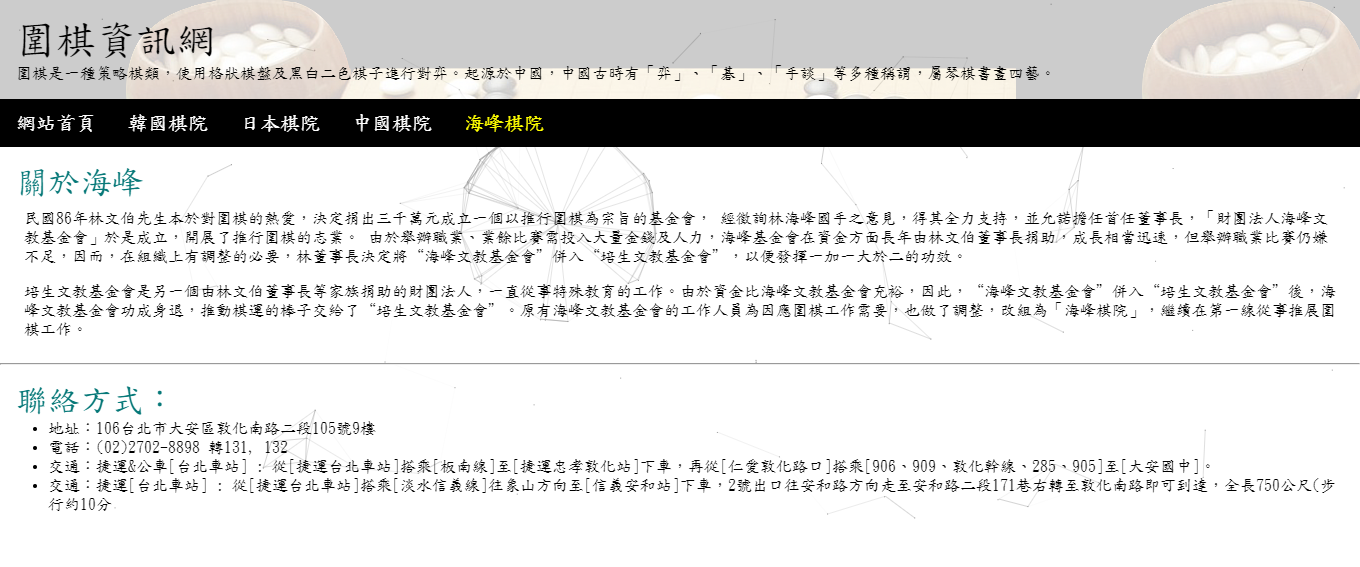 圍棋資訊網
圍棋是一種策略棋類，使用格狀棋盤及黑白二色棋子進行對弈。起源於中國，中國古時有「弈」、「碁」、「手談」等多種稱謂，屬琴棋書畫四藝。
網站首頁 韓國棋院 日本棋院 中國棋院 海峰棋院
關於海峰
民國86年林文伯先生本於對圍棋的熱愛，決定捐出三千萬元成立一個以推行圍棋為宗旨的基金會， 經徵詢林海峰國手之意見，得其全力支持，並允諾擔任首任董事長，「財團法人海峰文
教基金會」於是成立，開展了推行圍棋的志業。 由於舉辦職業、業餘比賽需投入大量金錢及人力，海峰基金會在資金方面長年由林文伯董事長捐助，成長相當迅速，但舉辦職業比賽仍嫌
不足，因而，在組織上有調整的必要，林董事長決定將“海峰文教基金會”併入“培生文教基金會”，以便發揮一加一大於二的功效。
培生文教基金會是另一個由林文伯董事長等家族捐助的財團法人，一直從事特殊教育的工作。由於資金比海峰文教基金會充裕，因此，“海峰文教基金會”併入“培生文教基金會”後，海
峰文教基金會功成身退，推動棋運的棒子交給了“培生文教基金會”。原有海峰文教基金會的工作人員為因應圍棋工作需要，也做了調整，改組為「海峰棋院」，繼續在第一線從事推展圍
棋工作。
聯絡方式：
• 地址：106台北市大安區敦化南路二段105號9樓
• 電話：(02)2702-8898 轉131, 132
• 交通：捷運&公車[台北車站] : 從[捷運台北車站]搭乘[板南線]至[捷運忠孝敦化站]下車，再從[仁愛敦化路口]搭乘[906、909、敦化幹線、285、905]至[大安國中]。
• 交通：捷運[台北車站] : 從[捷運台北車站]搭乘[淡水信義線]往象山方向至[信義安和站]下車，2號出口往安和路方向走至安和路二段171巷右轉至敦化南路即可到達，全長750公尺(步
行約10分